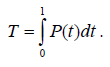 T = ∫₀¹ P(t)dt .